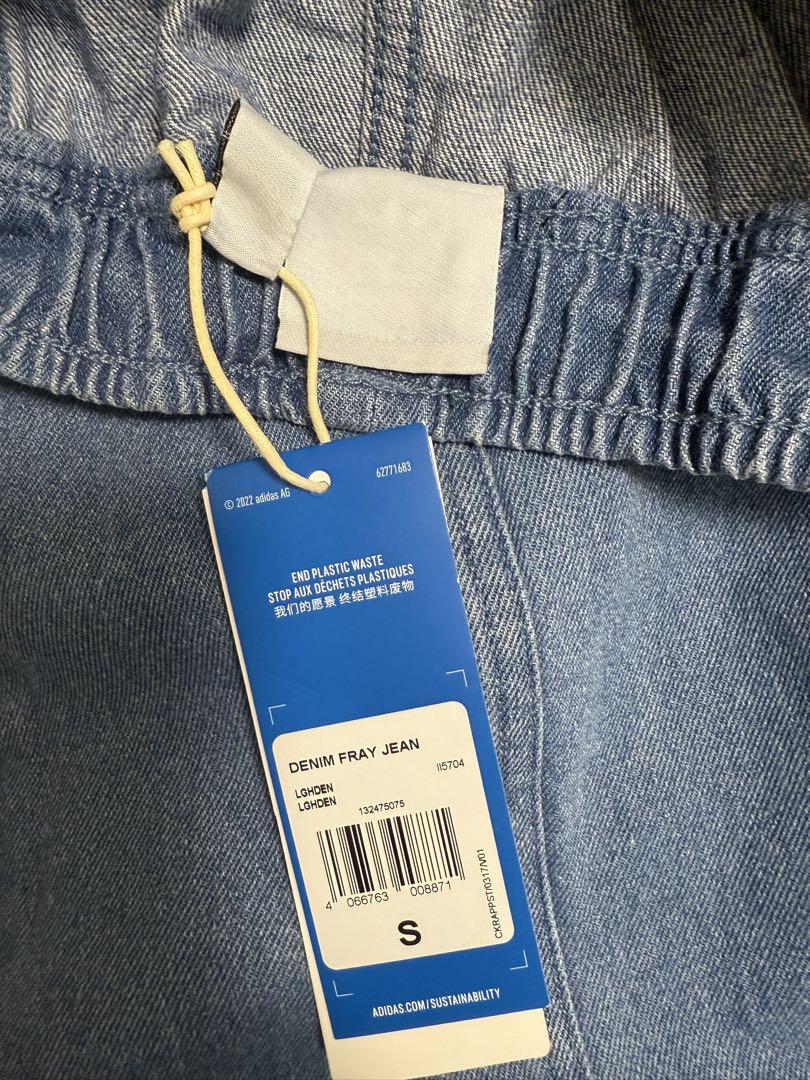 © 2022 adidas AG
62771683
END PLASTIC WASTE
STOP AUX DÉCHETS PLASTIQUES
我们的愿景 终结塑料废物
DENIM FRAY JEAN
II5704
LGHDEN
LGHDEN
132475075
4 066763 008871
CKRAPPST/0317/V01
S
ADIDAS.COM/SUSTAINABILITY